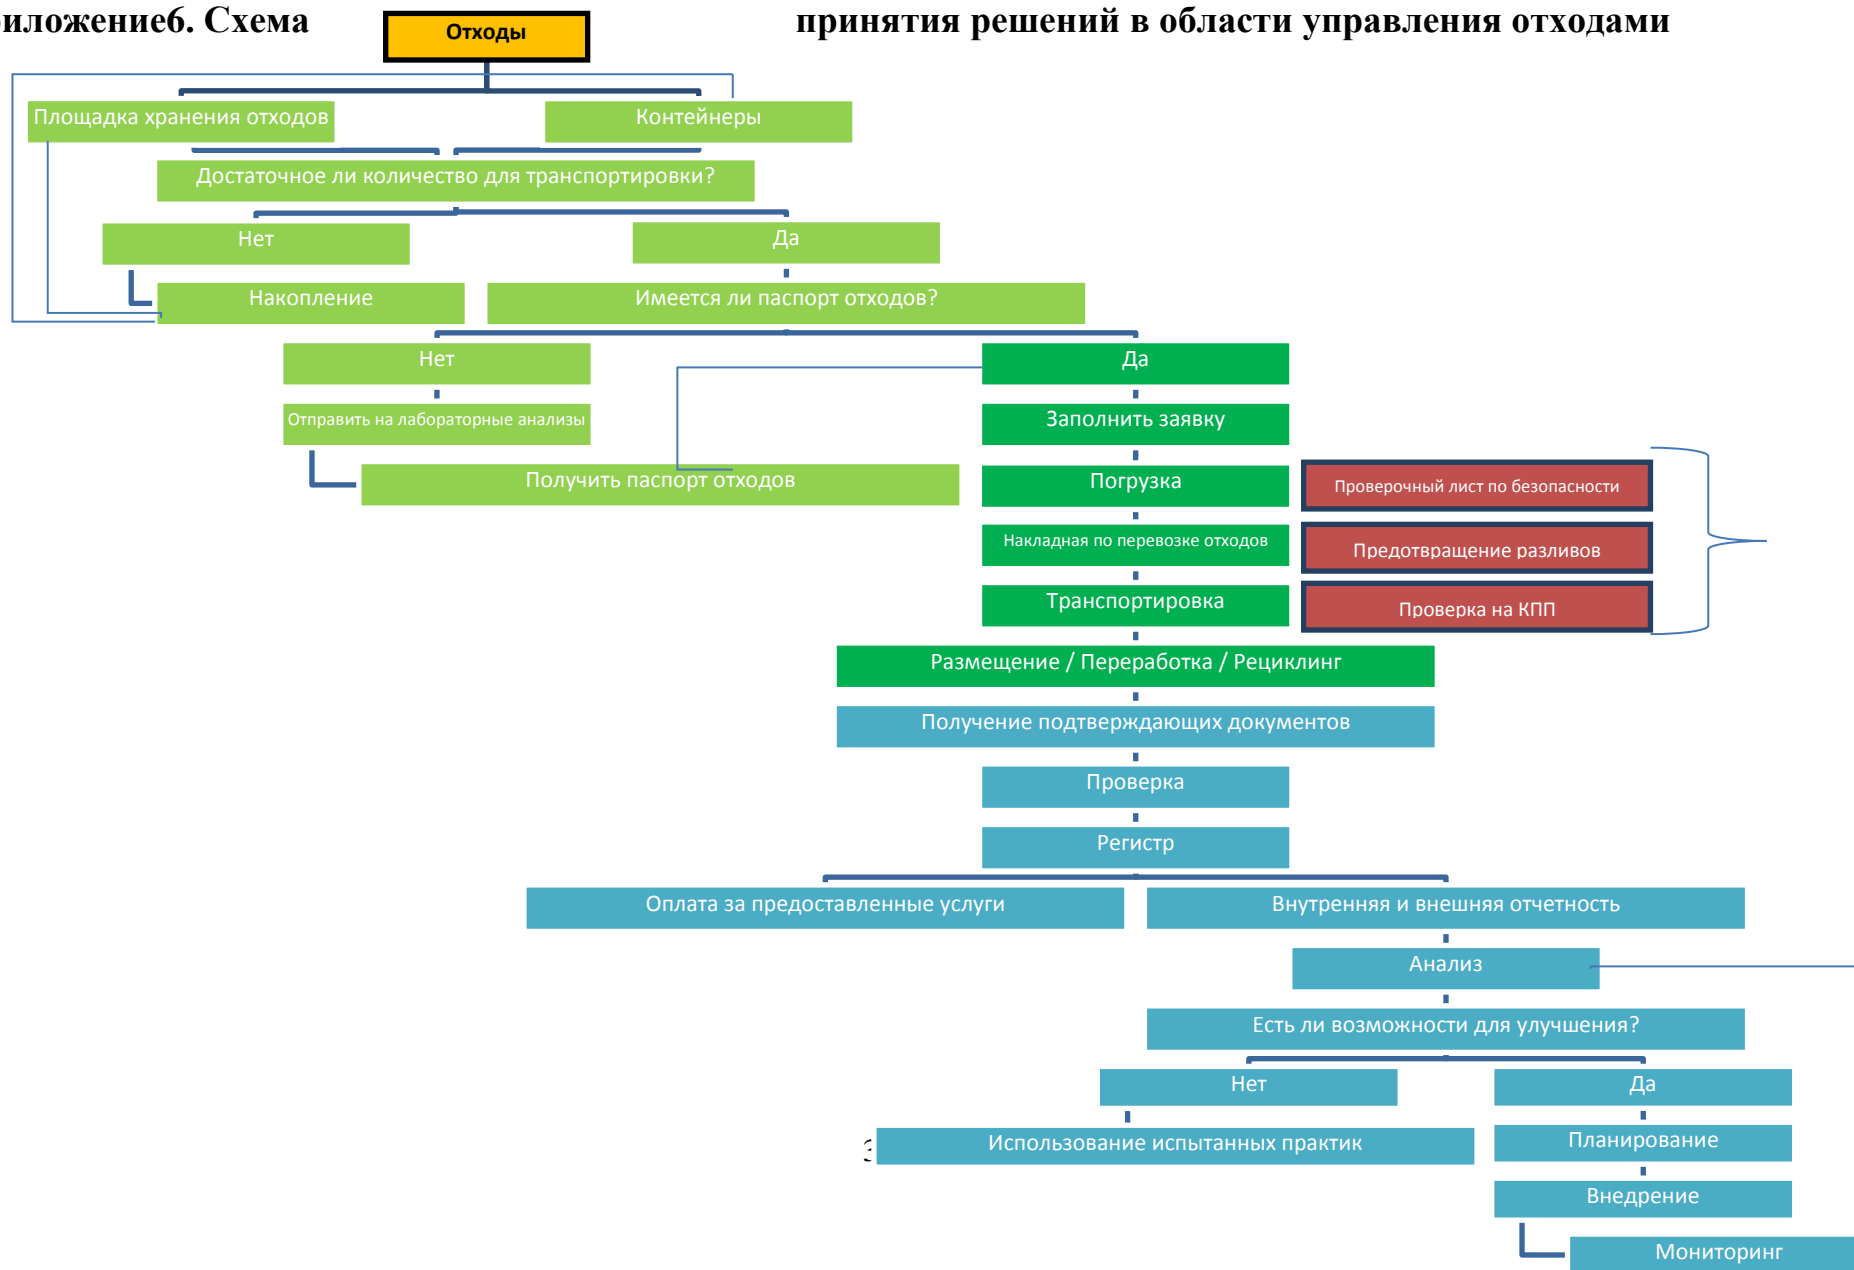 риложение6. Схема принятия решений в области управления отходами
Отходы
Площадка хранения отходов
Контейнеры
Достаточное ли количество для транспортировки?
Нет
Да
Накопление
Имеется ли паспорт отходов?
Нет
Да
Отправить на лабораторные анализы
Заполнить заявку
Получить паспорт отходов
Погрузка
Проверочный лист по безопасности
Накладная по перевозке отходов
Предотвращение разливов
Транспортировка
Проверка на КПП
Размещение / Переработка / Рециклинг
Получение подтверждающих документов
Проверка
Регистр
Оплата за предоставленные услуги
Внутренняя и внешняя отчетность
Анализ
Есть ли возможности для улучшения?
Нет
Да
Использование испытанных практик
Планирование
Внедрение
Мониторинг